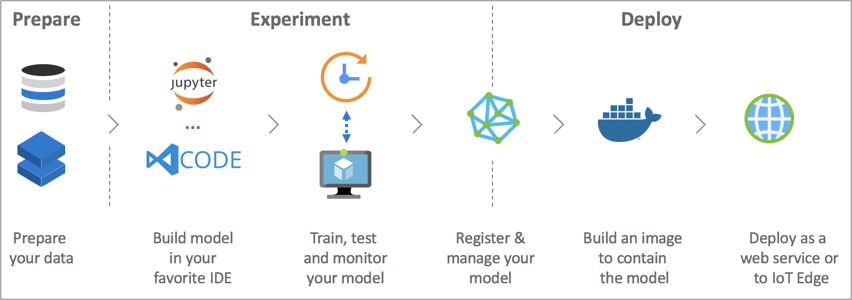 Prepare
Experiment
Deploy
jupyter
...
CODE
Prepare
your data
Build model
in your
favorite IDE
Train, test
and monitor
your model
Register &
manage your
model
Build an image
to contain
the model
Deploy as a
web service or
to IoT Edge